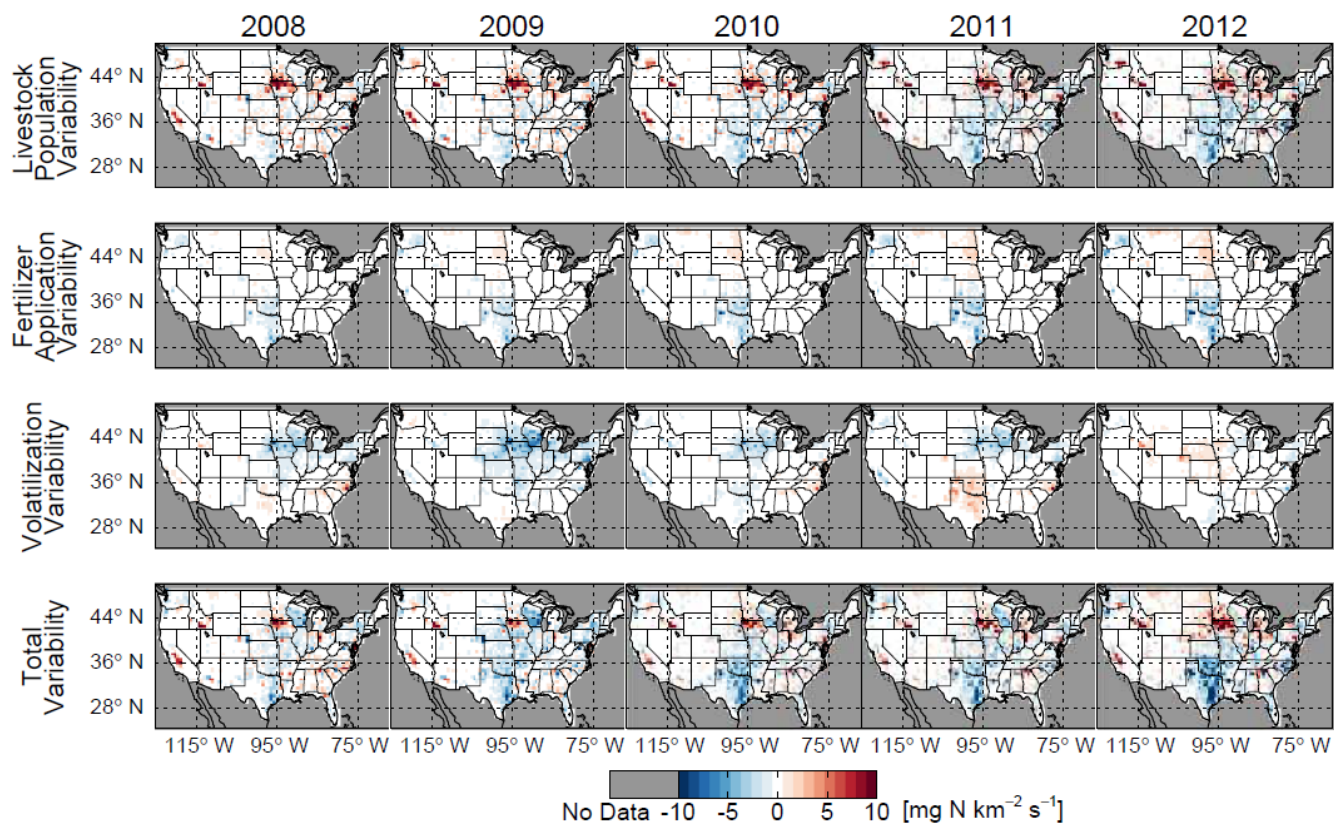 2008 2009 2010 2011 2012
Livestock
Population
Variability
44° N
36° N
28° N
Fertilizer
Application
Variability
44° N
36° N
28° N
Volatilization
Variability
44° N
36° N
28° N
Total
Variability
44° N
36° N
28° N
115° W 95° W 75° W 115° W 95° W 75° W 115° W 95° W 75° W 115° W 95° W 75° W 115° W 95° W 75° W
No Data -10 -5 0 5 10 [mg N km⁻² s⁻¹]